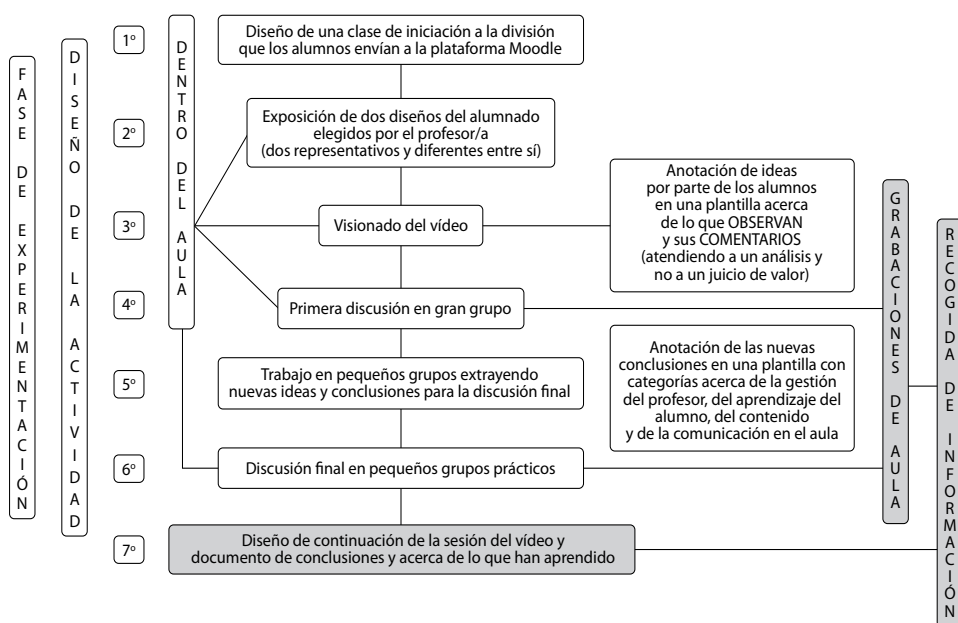 FASE DE EXPERIMENTACIÓN
DISEÑO DE LA ACTIVIDAD
DENTRO DEL AULA
1º
Diseño de una clase de iniciación a la división
que los alumnos envían a la plataforma Moodle
2º
Exposición de dos diseños del alumnado
elegidos por el profesor/a
(dos representativos y diferentes entre sí)
3º
Visionado del vídeo
Anotación de ideas
por parte de los alumnos
en una plantilla acerca
de lo que OBSERVAN
y sus COMENTARIOS
(atendiendo a un análisis y
no a un juicio de valor)
4º
Primera discusión en gran grupo
5º
Trabajo en pequeños grupos extrayendo
nuevas ideas y conclusiones para la discusión final
Anotación de las nuevas
conclusiones en una plantilla con
categorías acerca de la gestión
del profesor, del aprendizaje del
alumno, del contenido
y de la comunicación en el aula
6º
Discusión final en pequeños grupos prácticos
7º
Diseño de continuación de la sesión del vídeo y
documento de conclusiones y acerca de lo que han aprendido
GRABACIONES DE AULA
RECOGIDA DE INFORMACIÓN